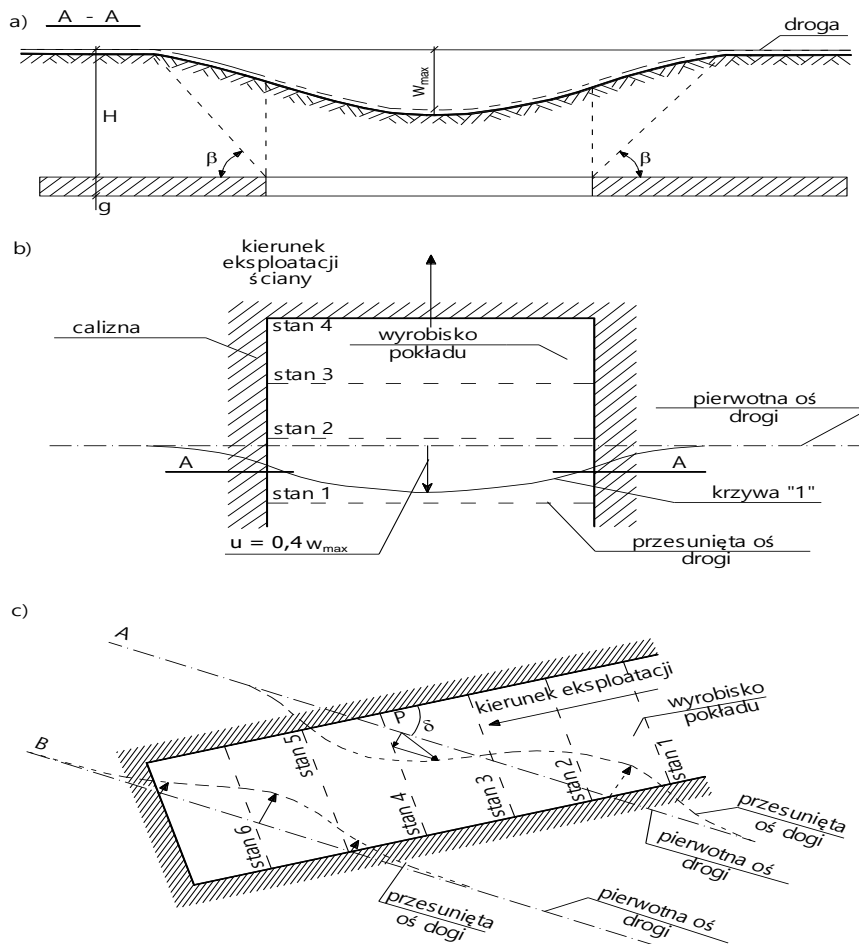 a)
A - A
droga
w_max
H
β
β
g
b)
kierunek
eksploatacji
ściany
calizna
stan 4
wyrobisko
pokładu
stan 3
pierwotna oś
drogi
stan 2
A
A
stan 1
krzywa "1"
u = 0,4 w_max
przesunięta oś
drogi
c)
A
kierunek eksploatacji
wyrobisko
pokładu
P
δ
B
stan 5
stan 1
stan 2
stan 3
stan 4
stan 6
przesunięta
oś dogi
pierwotna oś
drogi
pierwotna oś
drogi
przesunięta
oś dogi